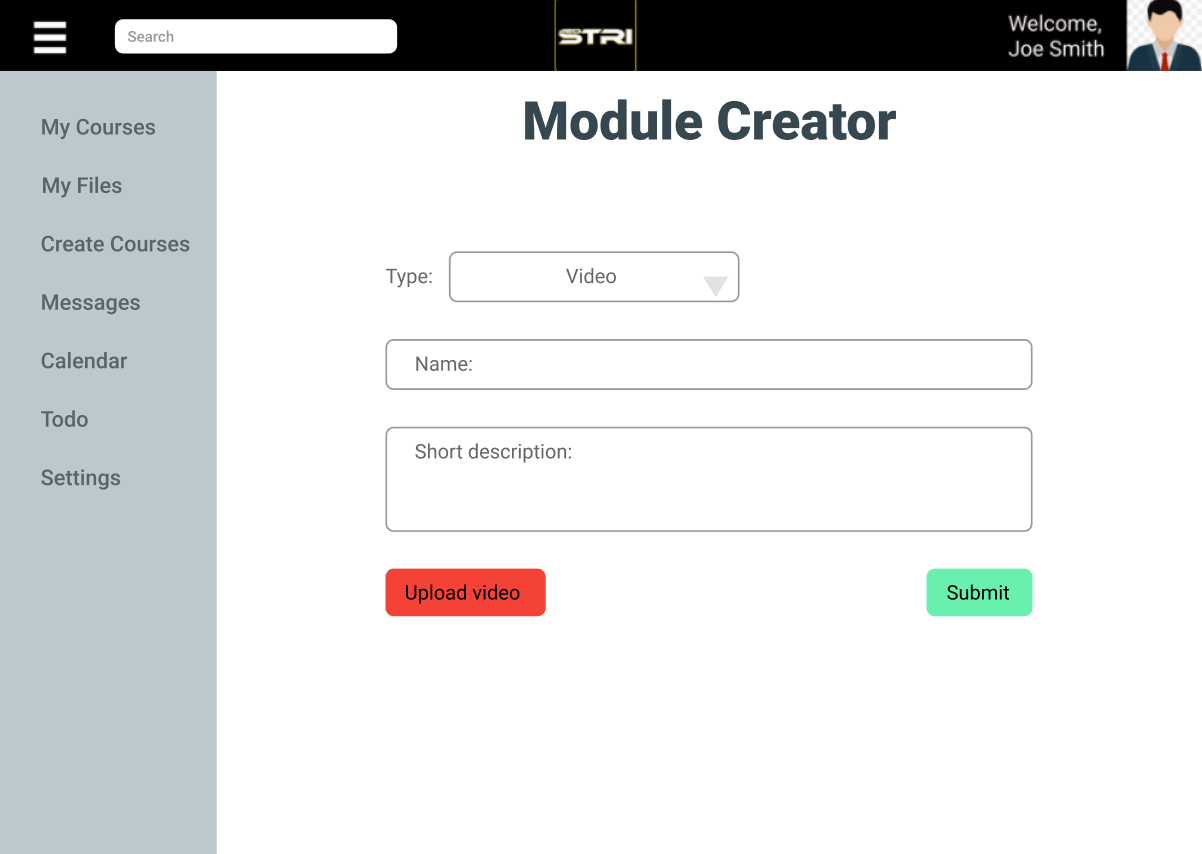 Search
STRI
Welcome,
Joe Smith
My Courses
My Files
Create Courses
Messages
Calendar
Todo
Settings
Module Creator
Type:
Video
Name:
Short description:
Upload video
Submit